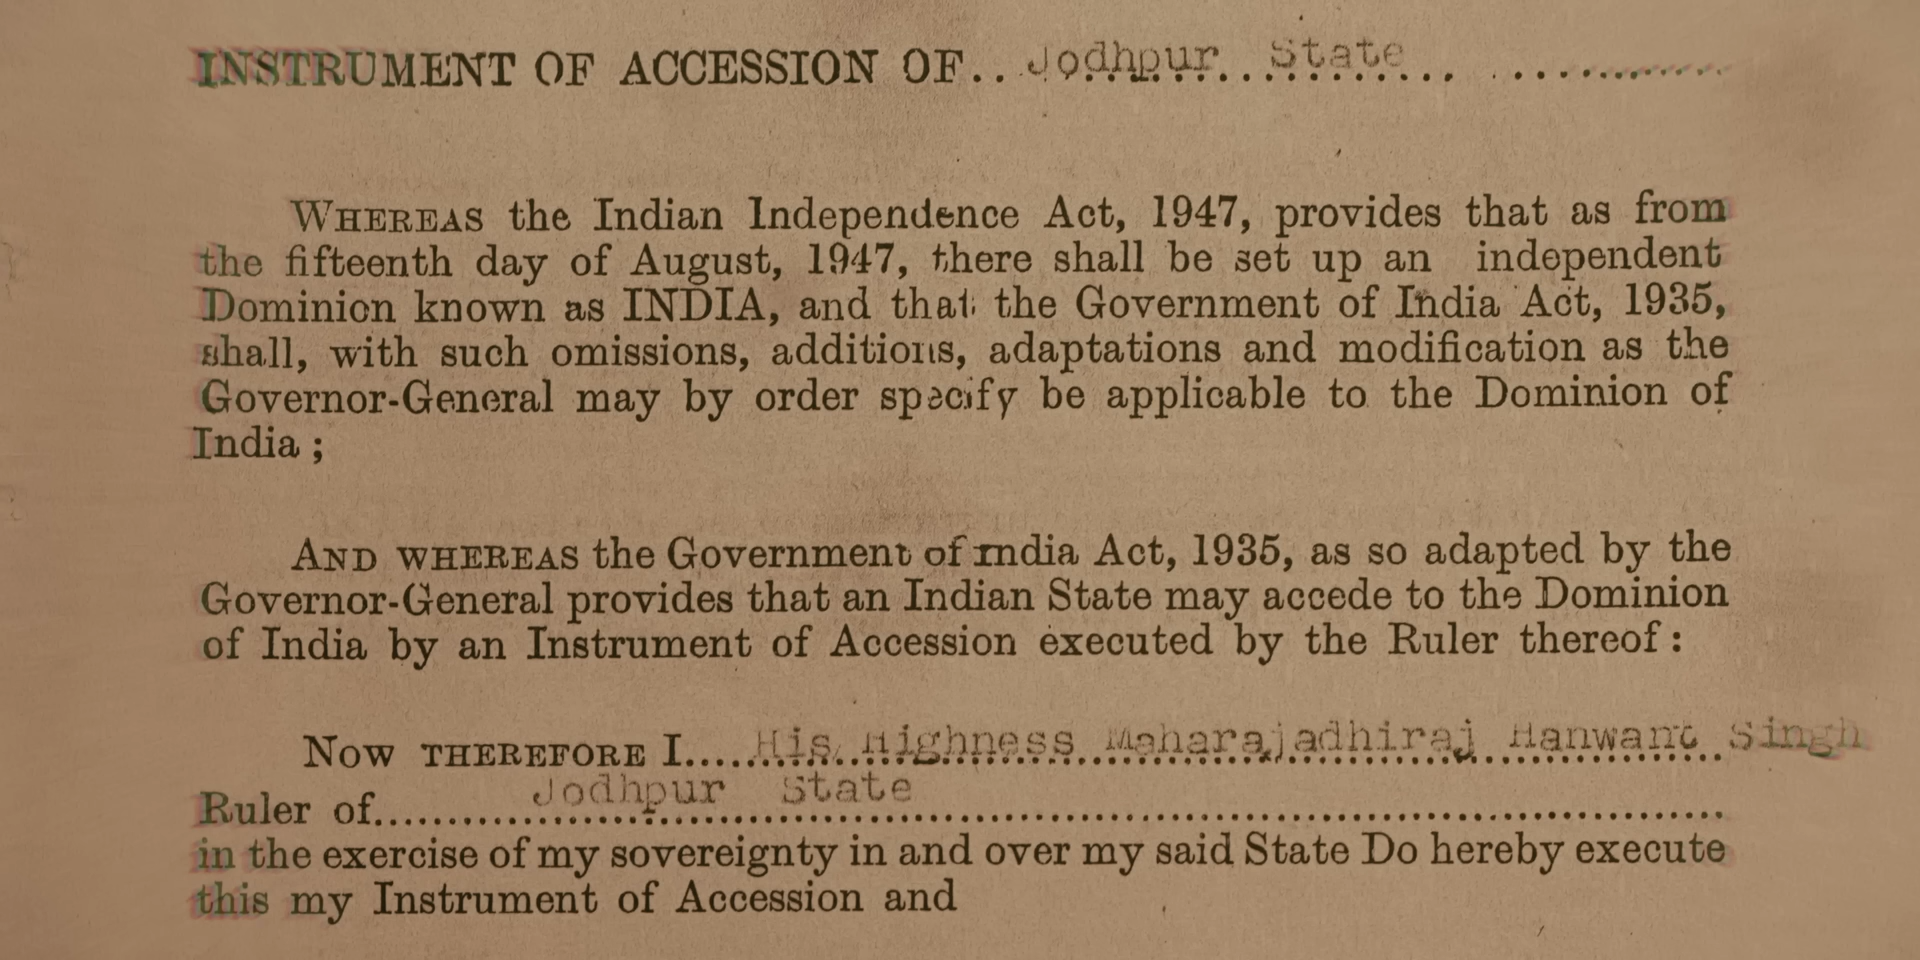 INSTRUMENT OF ACCESSION OF.. Jodhpur State
WHEREAS the Indian Independence Act, 1947, provides that as from
the fifteenth day of August, 1947, there shall be set up an independent
Dominion known as INDIA, and that the Government of India Act, 1935,
shall, with such omissions, additions, adaptations and modification as the
Governor-General may by order specify be applicable to the Dominion of
India ;
AND WHEREAS the Government of India Act, 1935, as so adapted by the
Governor-General provides that an Indian State may accede to the Dominion
of India by an Instrument of Accession executed by the Ruler thereof :
NOW THEREFORE I.... His Highness Maharajadhiraj Hanwant Singh
Ruler of.... Jodhpur State
in the exercise of my sovereignty in and over my said State Do hereby execute
this my Instrument of Accession and